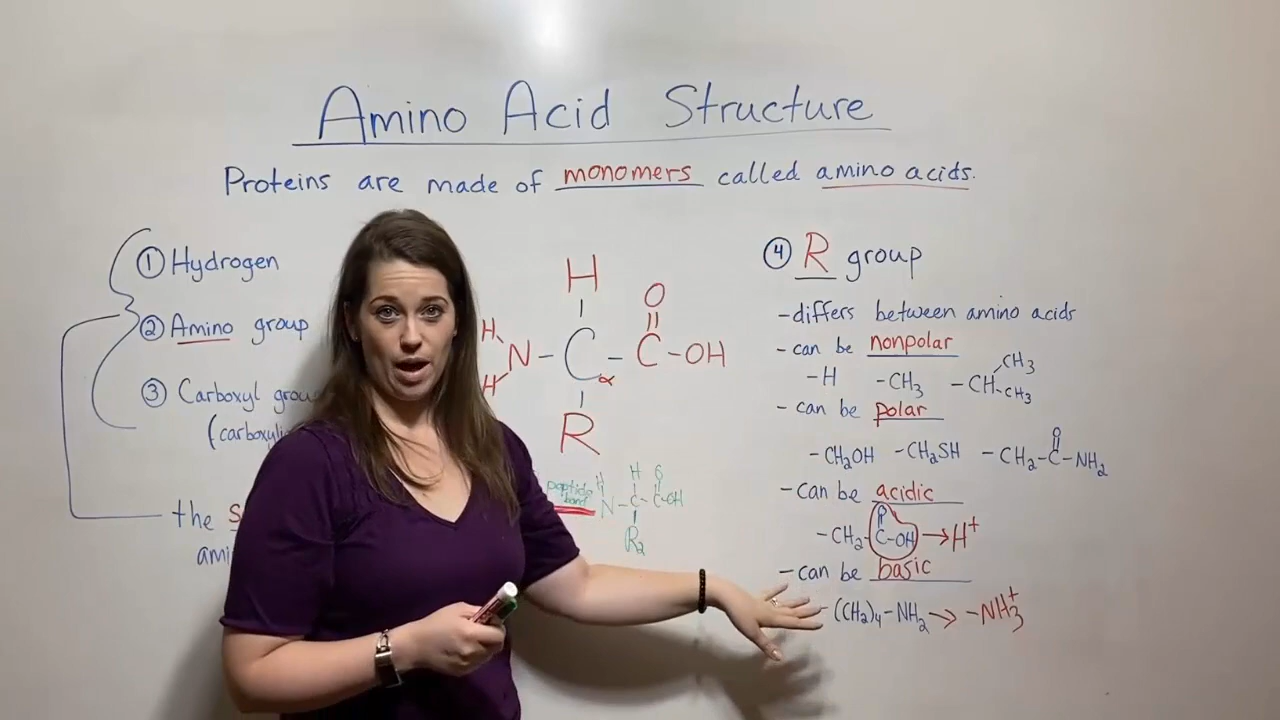 Amino Acid Structure
Proteins are made of monomers called amino acids.
① Hydrogen
② Amino group
③ Carboxyl
the
H
H
N - C - C - OH
O
α
H
R
peptide
bond
H
H O
N - C - C - OH
R₂
④ R group
- differs between amino acids
- can be nonpolar
-H -CH₃ -CH-CH₃
CH₃
- can be polar
-CH₂OH -CH₂SH -CH₂-C-NH₂
O
- can be acidic
-CH₂-C-OH → H⁺
O
- can be basic
-(CH₂)₄-NH₂ → -NH₃⁺